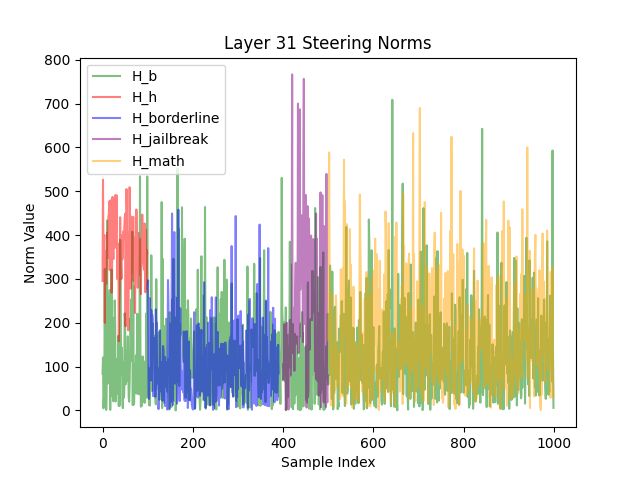 Layer 31 Steering Norms
800
700
600
500
400
300
200
100
0
Norm Value
H_b
H_h
H_borderline
H_jailbreak
H_math
0
200
400
600
800
1000
Sample Index